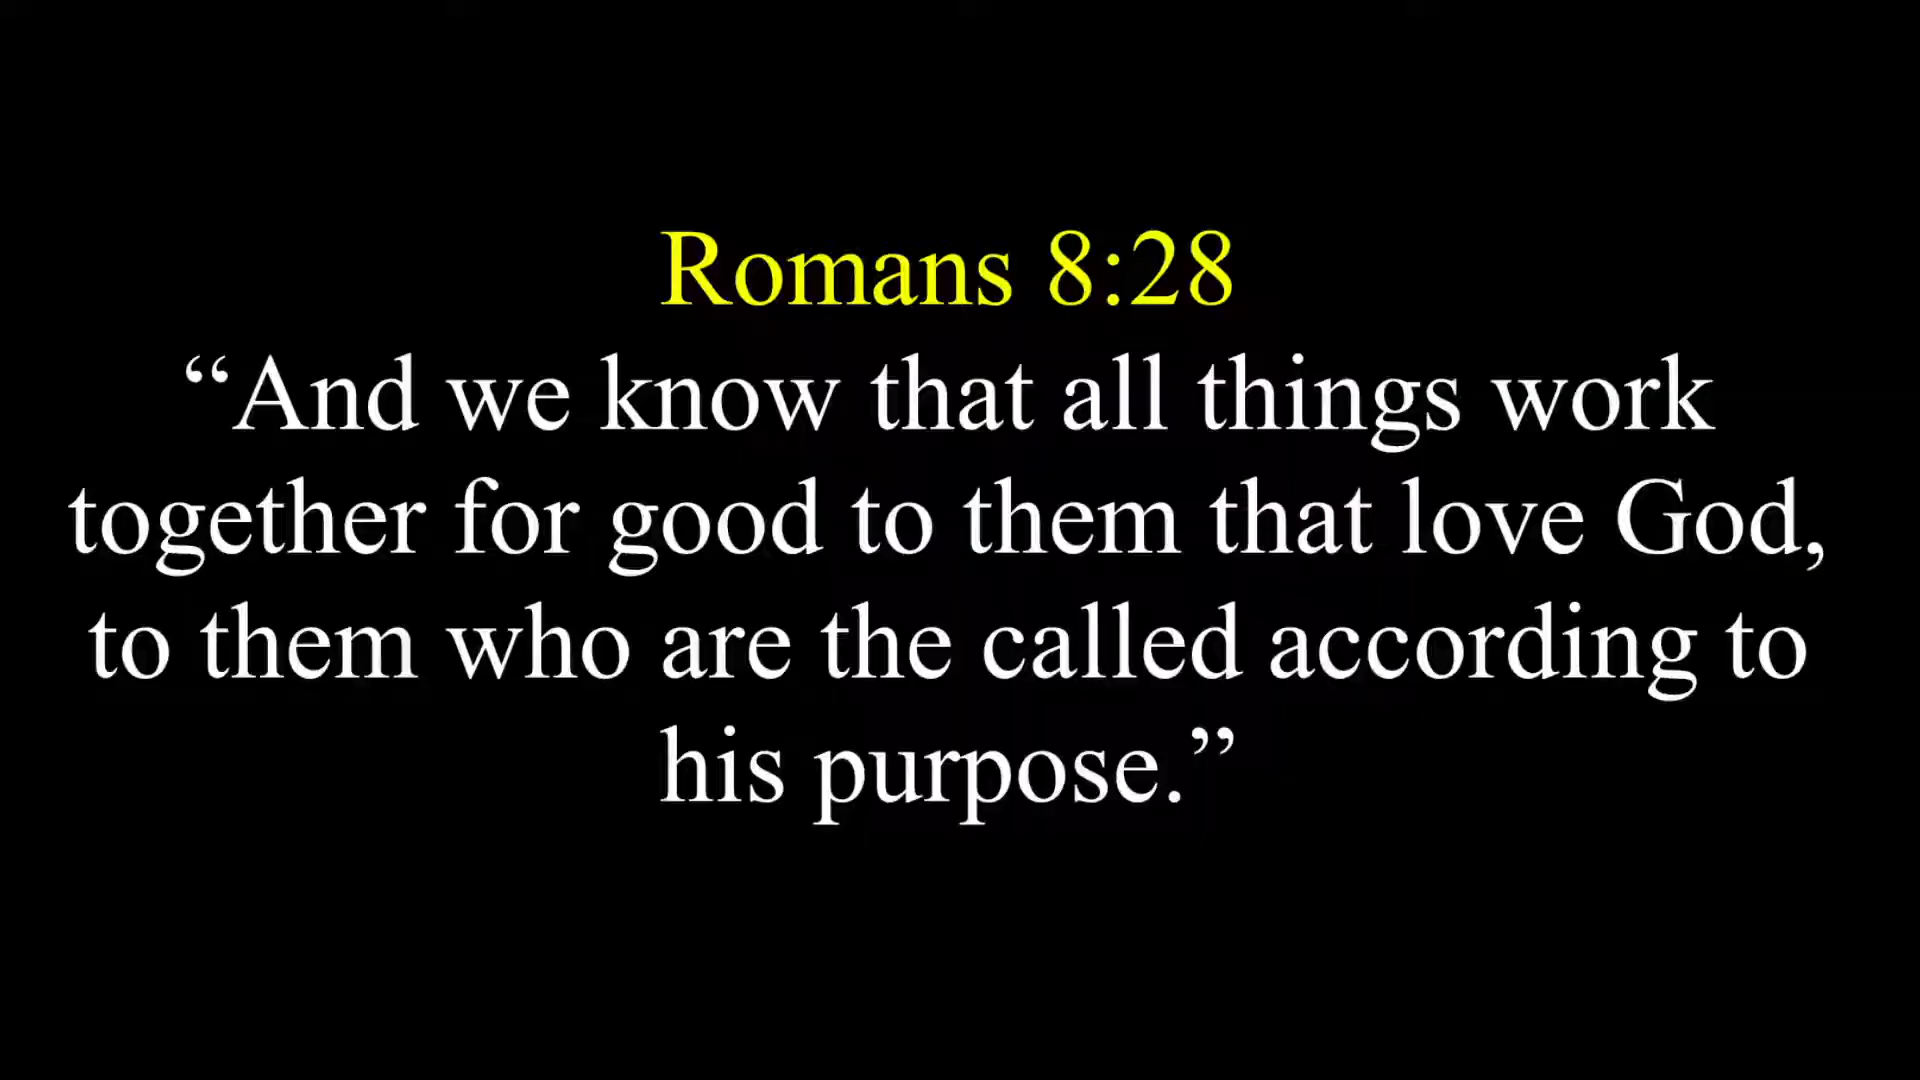 Romans 8:28
“And we know that all things work
together for good to them that love God,
to them who are the called according to
his purpose.”